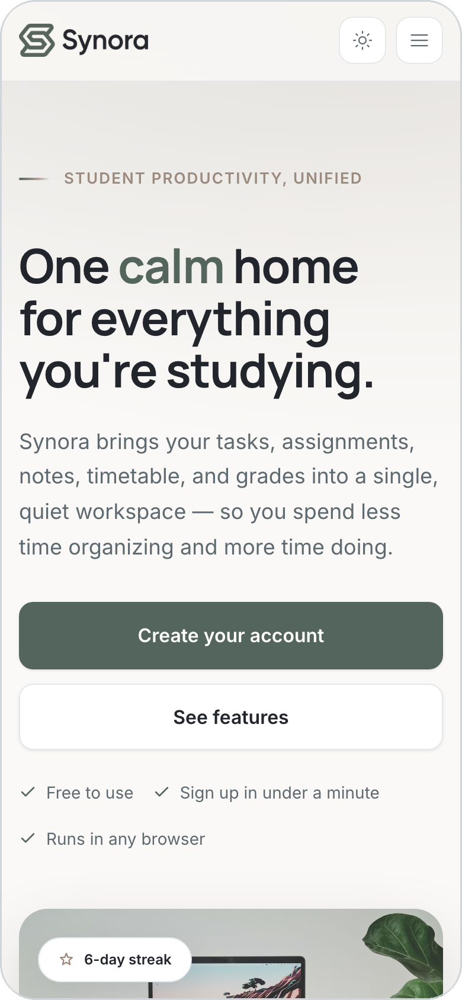 Synora
STUDENT PRODUCTIVITY, UNIFIED
One calm home
for everything
you're studying.
Synora brings your tasks, assignments,
notes, timetable, and grades into a single,
quiet workspace — so you spend less
time organizing and more time doing.
Create your account
See features
Free to use
Sign up in under a minute
Runs in any browser
6-day streak